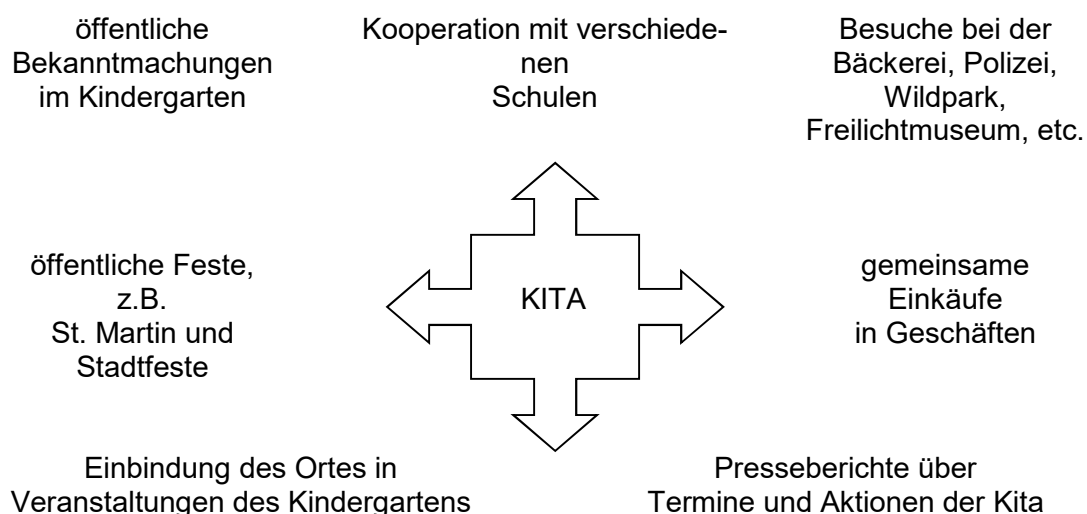 öffentliche
Bekanntmachungen
im Kindergarten
Kooperation mit verschiede-
nen
Schulen
Besuche bei der
Bäckerei, Polizei,
Wildpark,
Freilichtmuseum, etc.
öffentliche Feste,
z.B.
St. Martin und
Stadtfeste
KITA
gemeinsame
Einkäufe
in Geschäften
Einbindung des Ortes in
Veranstaltungen des Kindergartens
Presseberichte über
Termine und Aktionen der Kita